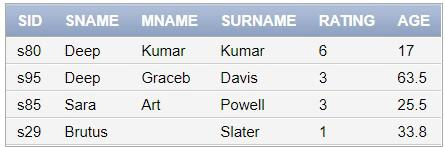 SID SNAME MNAME SURNAME RATING AGE
s80 Deep Kumar Kumar 6 17
s95 Deep Graceb Davis 3 63.5
s85 Sara Art Powell 3 25.5
s29 Brutus Slater 1 33.8